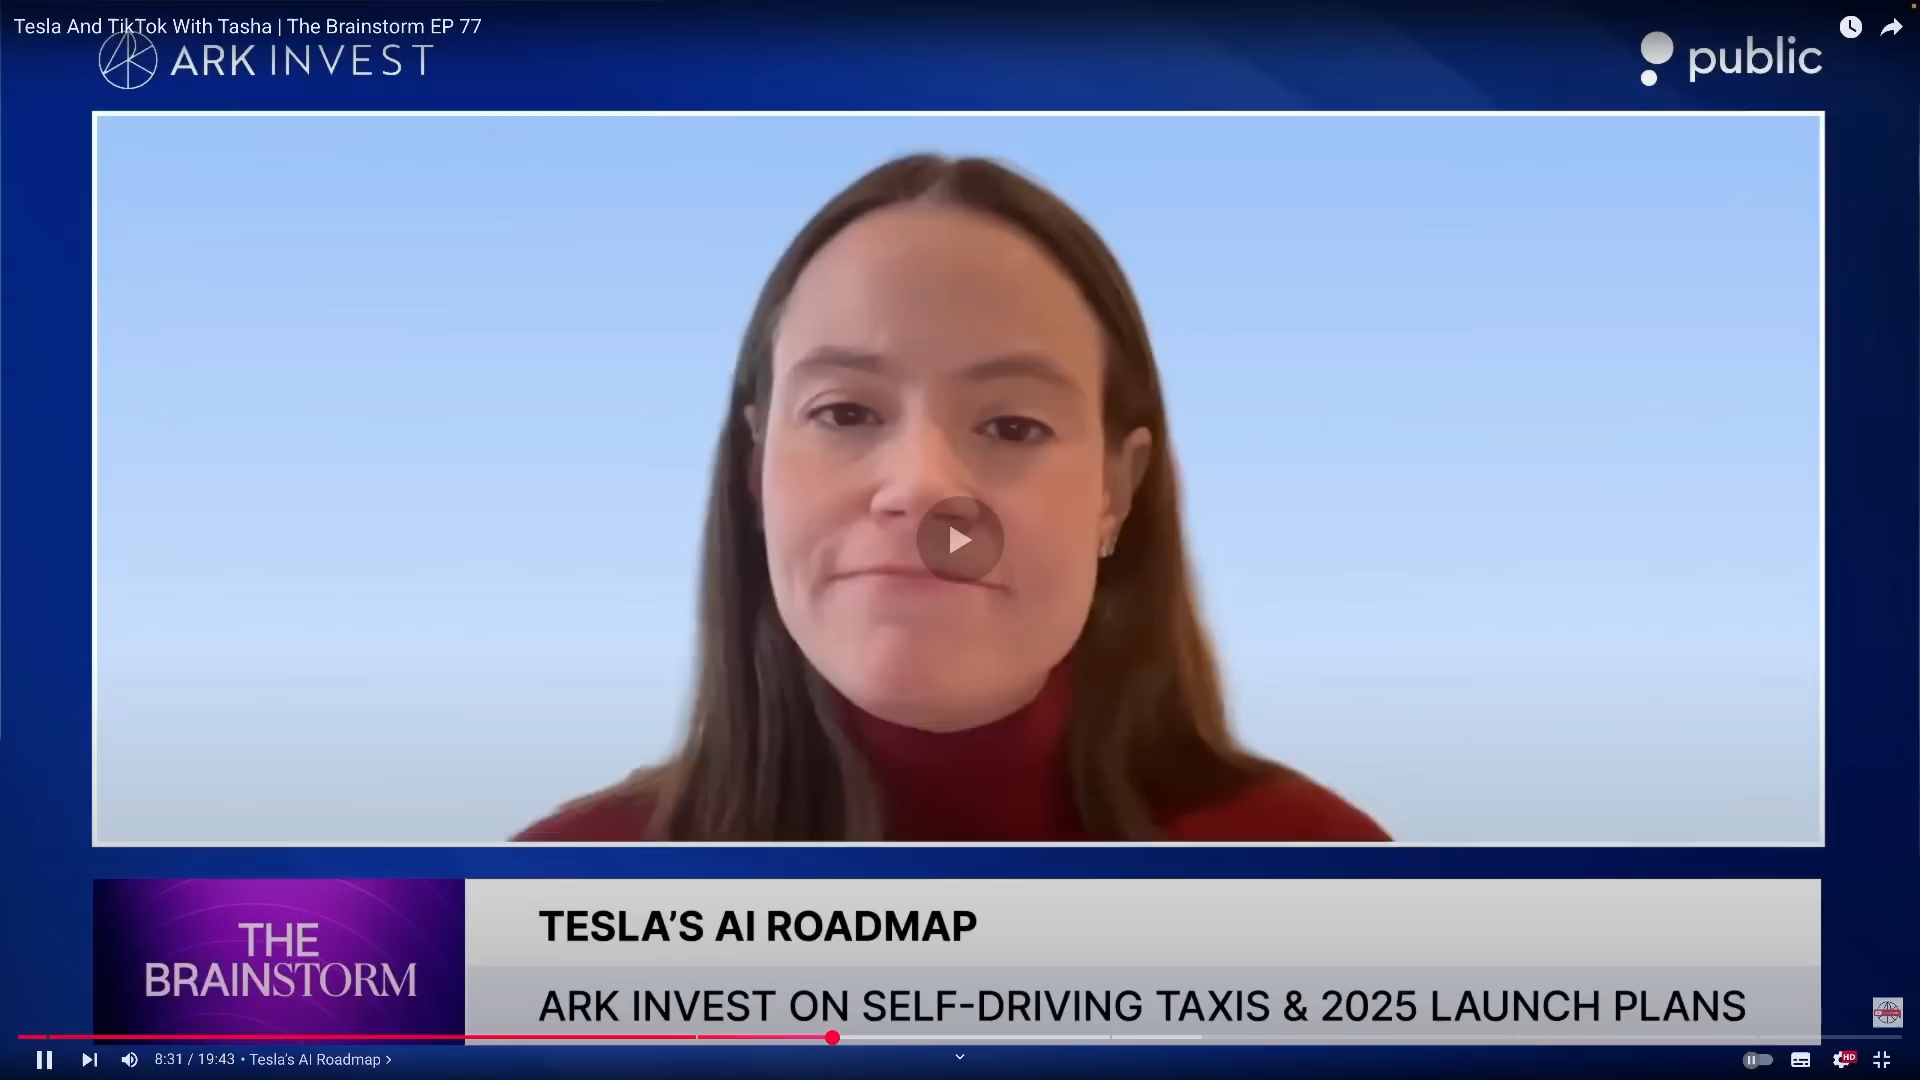 Tesla And TikTok With Tasha | The Brainstorm EP 77
ARK INVEST
public
THE
BRAINSTORM
TESLA'S AI ROADMAP
ARK INVEST ON SELF-DRIVING TAXIS & 2025 LAUNCH PLANS
8:31 / 19:43 • Tesla's AI Roadmap >
HD